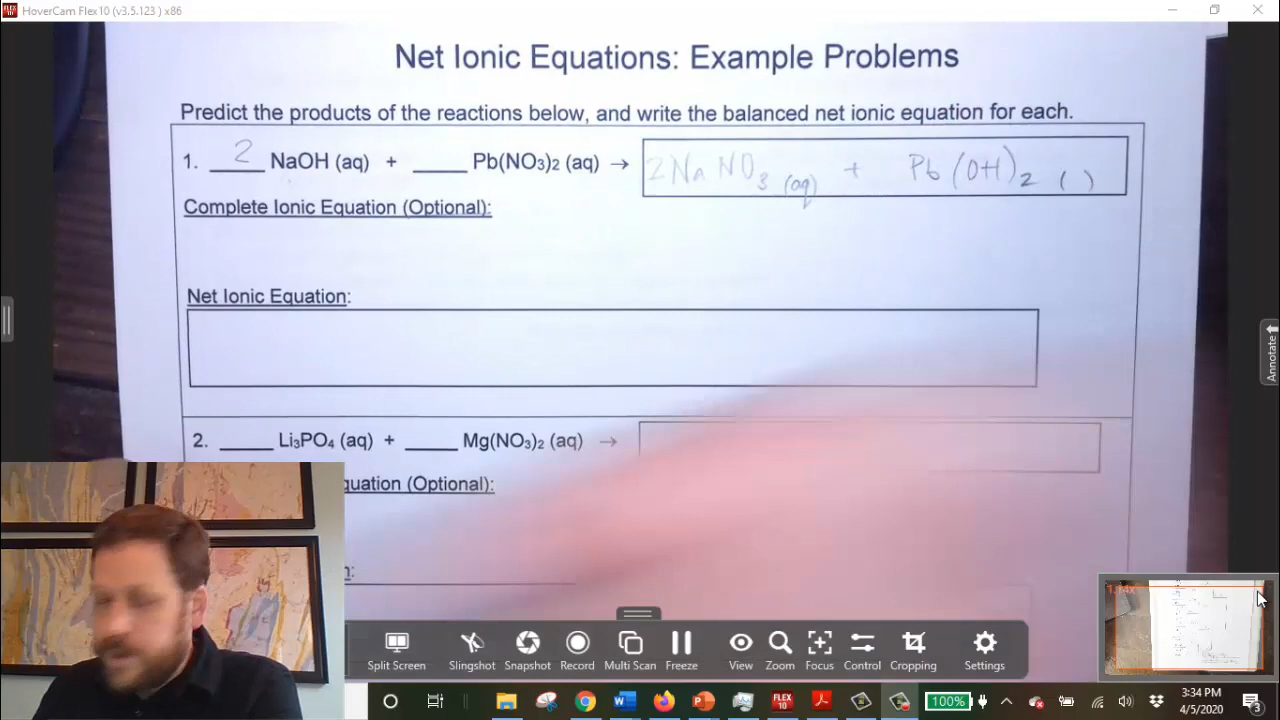 HoverCam Flex10 (v3.5.123 ) x86
Net Ionic Equations: Example Problems
Predict the products of the reactions below, and write the balanced net ionic equation for each.
1. 2 NaOH (aq) + ____ Pb(NO₃)₂ (aq) → 2NaNO₃ (aq) + Pb(OH)₂ ( )
Complete Ionic Equation (Optional):
Net Ionic Equation:
2. ____ Li₃PO₄ (aq) + ____ Mg(NO₃)₂ (aq) →
quation (Optional):
n:
Annotate
Split Screen Slingshot Snapshot Record Multi Scan Freeze View Zoom Focus Control Cropping Settings
100%
3:34 PM
4/5/2020
3